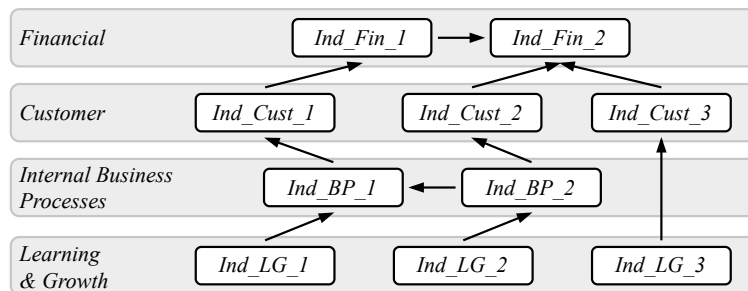 Financial
Ind_Fin_1
Ind_Fin_2
Customer
Ind_Cust_1
Ind_Cust_2
Ind_Cust_3
Internal Business
Processes
Ind_BP_1
Ind_BP_2
Learning
& Growth
Ind_LG_1
Ind_LG_2
Ind_LG_3